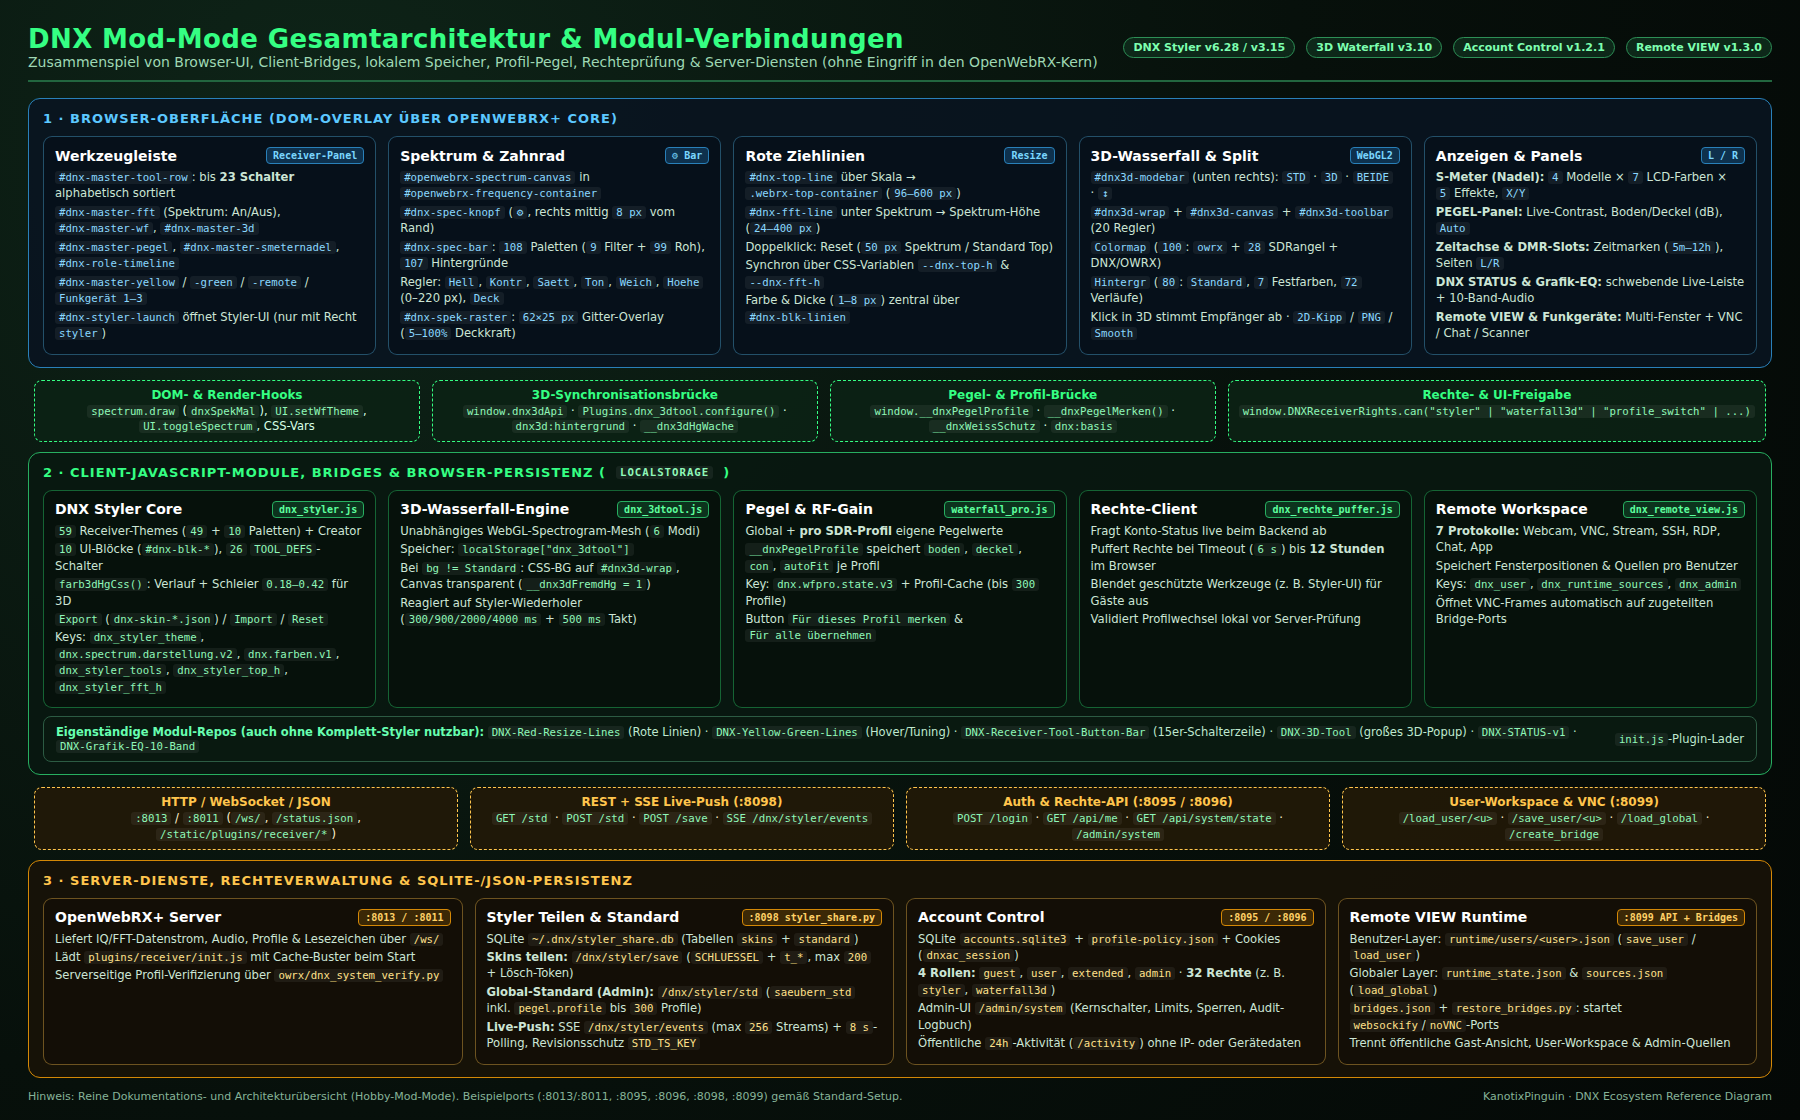 DNX Mod-Mode Gesamtarchitektur & Modul-Verbindungen
Zusammenspiel von Browser-UI, Client-Bridges, lokalem Speicher, Profil-Pegel, Rechteprüfung & Server-Diensten (ohne Eingriff in den OpenWebRX-Kern)
DNX Styler v6.28 / v3.15
3D Waterfall v3.10
Account Control v1.2.1
Remote VIEW v1.3.0
1 · BROWSER-OBERFLÄCHE (DOM-OVERLAY ÜBER OPENWEBRX+ CORE)
Werkzeugleiste
Receiver-Panel
#dnx-master-tool-row: bis 23 Schalter
alphabetisch sortiert
#dnx-master-fft (Spektrum: An/Aus),
#dnx-master-wf, #dnx-master-3d
#dnx-master-pegel, #dnx-master-smeternadel,
#dnx-role-timeline
#dnx-master-yellow / -green / -remote /
Funkgerät 1–3
#dnx-styler-launch öffnet Styler-UI (nur mit Recht
styler)
Spektrum & Zahnrad
⚙ Bar
#openwebrx-spectrum-canvas in
#openwebrx-frequency-container
#dnx-spec-knopf (⚙, rechts mittig 8 px vom
Rand)
#dnx-spec-bar: 108 Paletten (9 Filter + 99 Roh),
107 Hintergründe
Regler: Hell, Kontr, Saett, Ton, Weich, Hoehe
(0–220 px), Deck
#dnx-spek-raster: 62×25 px Gitter-Overlay
(5–100% Deckkraft)
Rote Ziehlinien
Resize
#dnx-top-line über Skala →
.webrx-top-container (96–600 px)
#dnx-fft-line unter Spektrum → Spektrum-Höhe
(24–400 px)
Doppelklick: Reset (50 px Spektrum / Standard Top)
Synchron über CSS-Variablen --dnx-top-h &
--dnx-fft-h
Farbe & Dicke (1–8 px) zentral über
#dnx-blk-linien
3D-Wasserfall & Split
WebGL2
#dnx3d-modebar (unten rechts): STD · 3D · BEIDE
· ↕
#dnx3d-wrap + #dnx3d-canvas + #dnx3d-toolbar
(20 Regler)
Colormap (100: owrx + 28 SDRangel +
DNX/OWRX)
Hintergr (80: Standard, 7 Festfarben, 72
Verläufe)
Klick in 3D stimmt Empfänger ab · 2D-Kipp / PNG /
Smooth
Anzeigen & Panels
L / R
S-Meter (Nadel): 4 Modelle × 7 LCD-Farben ×
5 Effekte, X/Y
PEGEL-Panel: Live-Contrast, Boden/Deckel (dB),
Auto
Zeitachse & DMR-Slots: Zeitmarken (5m–12h),
Seiten L/R
DNX STATUS & Grafik-EQ: schwebende Live-Leiste
+ 10-Band-Audio
Remote VIEW & Funkgeräte: Multi-Fenster + VNC
/ Chat / Scanner
DOM- & Render-Hooks
spectrum.draw (dnxSpekMal), UI.setWfTheme,
UI.toggleSpectrum, CSS-Vars
3D-Synchronisationsbrücke
window.dnx3dApi · Plugins.dnx_3dtool.configure() ·
dnx3d:hintergrund · __dnx3dHgWache
Pegel- & Profil-Brücke
window.__dnxPegelProfile · __dnxPegelMerken() ·
__dnxWeissSchutz · dnx:basis
Rechte- & UI-Freigabe
window.DNXReceiverRights.can("styler" | "waterfall3d" | "profile_switch" | ...)
2 · CLIENT-JAVASCRIPT-MODULE, BRIDGES & BROWSER-PERSISTENZ ( LOCALSTORAGE )
DNX Styler Core
dnx_styler.js
59 Receiver-Themes (49 + 10 Paletten) + Creator
10 UI-Blöcke (#dnx-blk-*), 26 TOOL_DEFS-
Schalter
farb3dHgCss(): Verlauf + Schleier 0.18–0.42 für
3D
Export (dnx-skin-*.json) / Import / Reset
Keys: dnx_styler_theme,
dnx.spectrum.darstellung.v2, dnx.farben.v1,
dnx_styler_tools, dnx_styler_top_h,
dnx_styler_fft_h
3D-Wasserfall-Engine
dnx_3dtool.js
Unabhängiges WebGL-Spectrogram-Mesh (6 Modi)
Speicher: localStorage["dnx_3dtool"]
Bei bg != Standard: CSS-BG auf #dnx3d-wrap,
Canvas transparent (__dnx3dFremdHg = 1)
Reagiert auf Styler-Wiederholer
(300/900/2000/4000 ms + 500 ms Takt)
Pegel & RF-Gain
waterfall_pro.js
Global + pro SDR-Profil eigene Pegelwerte
__dnxPegelProfile speichert boden, deckel,
con, autoFit je Profil
Key: dnx.wfpro.state.v3 + Profil-Cache (bis 300
Profile)
Button Für dieses Profil merken &
Für alle übernehmen
Rechte-Client
dnx_rechte_puffer.js
Fragt Konto-Status live beim Backend ab
Puffert Rechte bei Timeout (6 s) bis 12 Stunden
im Browser
Blendet geschützte Werkzeuge (z. B. Styler-UI) für
Gäste aus
Validiert Profilwechsel lokal vor Server-Prüfung
Remote Workspace
dnx_remote_view.js
7 Protokolle: Webcam, VNC, Stream, SSH, RDP,
Chat, App
Speichert Fensterpositionen & Quellen pro Benutzer
Keys: dnx_user, dnx_runtime_sources, dnx_admin
Öffnet VNC-Frames automatisch auf zugeteilten
Bridge-Ports
Eigenständige Modul-Repos (auch ohne Komplett-Styler nutzbar): DNX-Red-Resize-Lines (Rote Linien) · DNX-Yellow-Green-Lines (Hover/Tuning) · DNX-Receiver-Tool-Button-Bar (15er-Schalterzeile) · DNX-3D-Tool (großes 3D-Popup) · DNX-STATUS-v1 ·
DNX-Grafik-EQ-10-Band
init.js-Plugin-Lader
HTTP / WebSocket / JSON
:8013 / :8011 (/ws/, /status.json,
/static/plugins/receiver/*)
REST + SSE Live-Push (:8098)
GET /std · POST /std · POST /save · SSE /dnx/styler/events
Auth & Rechte-API (:8095 / :8096)
POST /login · GET /api/me · GET /api/system/state ·
/admin/system
User-Workspace & VNC (:8099)
/load_user/<u> · /save_user/<u> · /load_global ·
/create_bridge
3 · SERVER-DIENSTE, RECHTEVERWALTUNG & SQLITE-/JSON-PERSISTENZ
OpenWebRX+ Server
:8013 / :8011
Liefert IQ/FFT-Datenstrom, Audio, Profile & Lesezeichen über /ws/
Lädt plugins/receiver/init.js mit Cache-Buster beim Start
Serverseitige Profil-Verifizierung über owrx/dnx_system_verify.py
Styler Teilen & Standard
:8098 styler_share.py
SQLite ~/.dnx/styler_share.db (Tabellen skins + standard)
Skins teilen: /dnx/styler/save (SCHLUESSEL + t_*, max 200
+ Lösch-Token)
Global-Standard (Admin): /dnx/styler/std (saeubern_std
inkl. pegel.profile bis 300 Profile)
Live-Push: SSE /dnx/styler/events (max 256 Streams) + 8 s-
Polling, Revisionsschutz STD_TS_KEY
Account Control
:8095 / :8096
SQLite accounts.sqlite3 + profile-policy.json + Cookies
(dnxac_session)
4 Rollen: guest, user, extended, admin · 32 Rechte (z. B.
styler, waterfall3d)
Admin-UI /admin/system (Kernschalter, Limits, Sperren, Audit-
Logbuch)
Öffentliche 24h-Aktivität (/activity) ohne IP- oder Gerätedaten
Remote VIEW Runtime
:8099 API + Bridges
Benutzer-Layer: runtime/users/<user>.json (save_user /
load_user)
Globaler Layer: runtime_state.json & sources.json
(load_global)
bridges.json + restore_bridges.py: startet
websockify/noVNC-Ports
Trennt öffentliche Gast-Ansicht, User-Workspace & Admin-Quellen
Hinweis: Reine Dokumentations- und Architekturübersicht (Hobby-Mod-Mode). Beispielports (:8013/:8011, :8095, :8096, :8098, :8099) gemäß Standard-Setup.
KanotixPinguin · DNX Ecosystem Reference Diagram